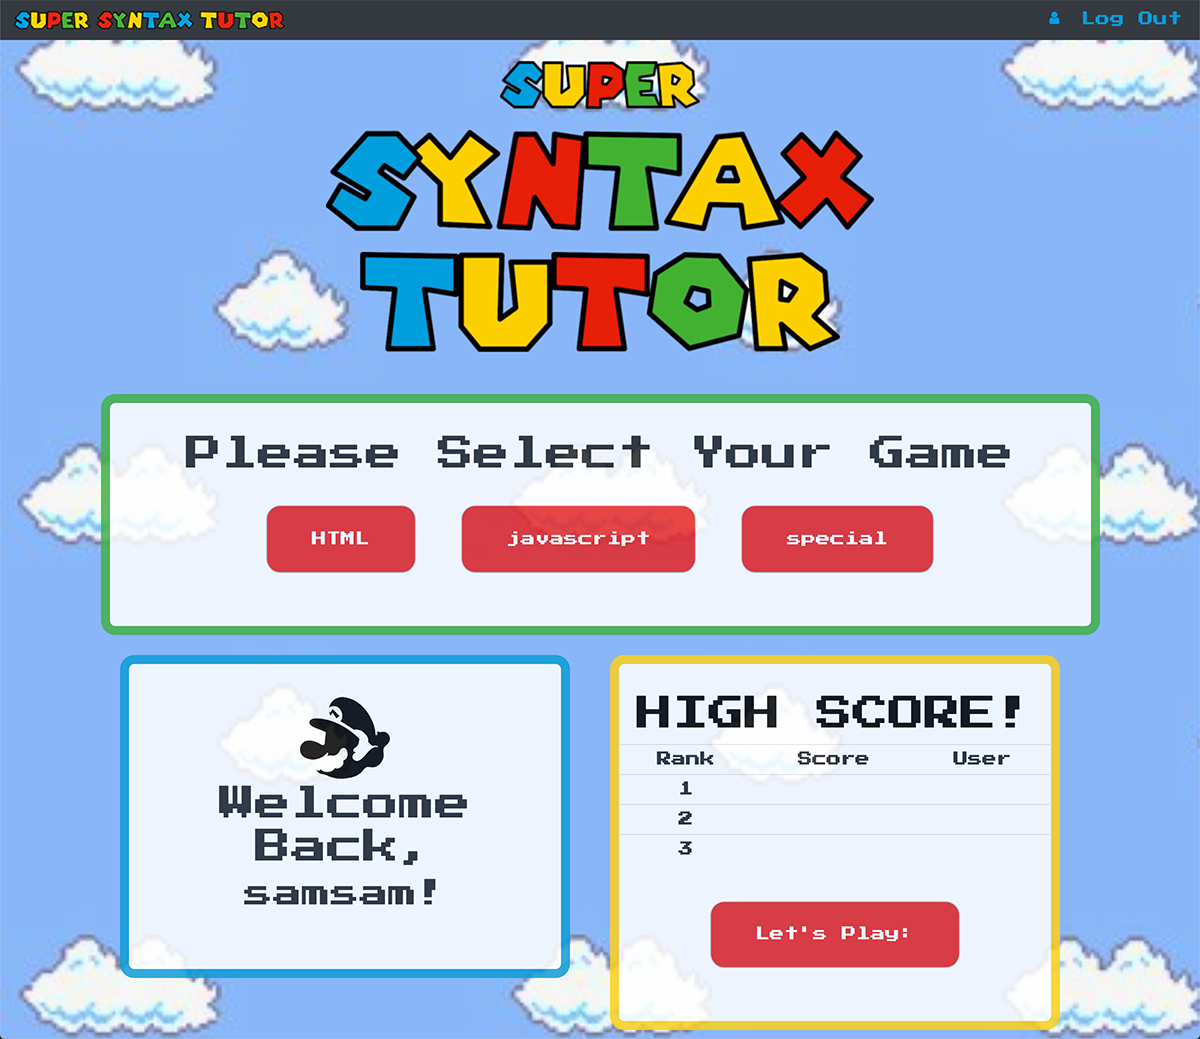 SUPER SYNTAX TUTOR
Log Out
SUPER
SYNTAX
TUTOR
Please Select Your Game
HTML javascript special
Welcome
Back,
samsam!
HIGH SCORE!
Rank Score User
1
2
3
Let's Play: